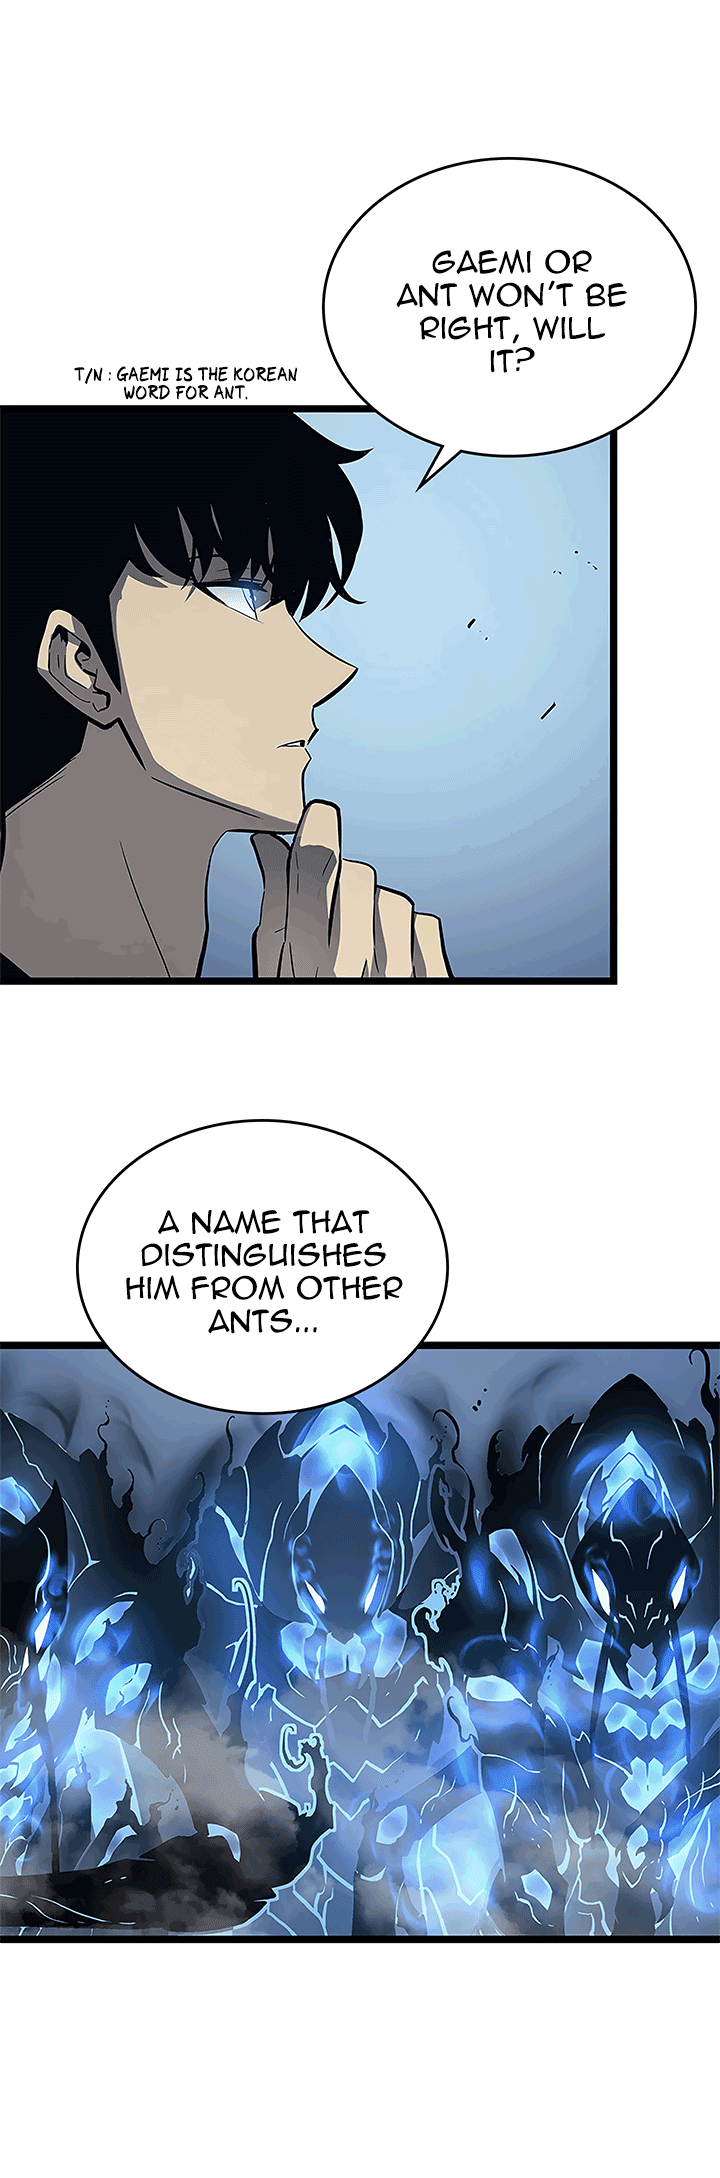 GAEMI OR
ANT WON'T BE
RIGHT, WILL
IT?
T/N : GAEMI IS THE KOREAN
WORD FOR ANT.
A NAME THAT
DISTINGUISHES
HIM FROM OTHER
ANTS...